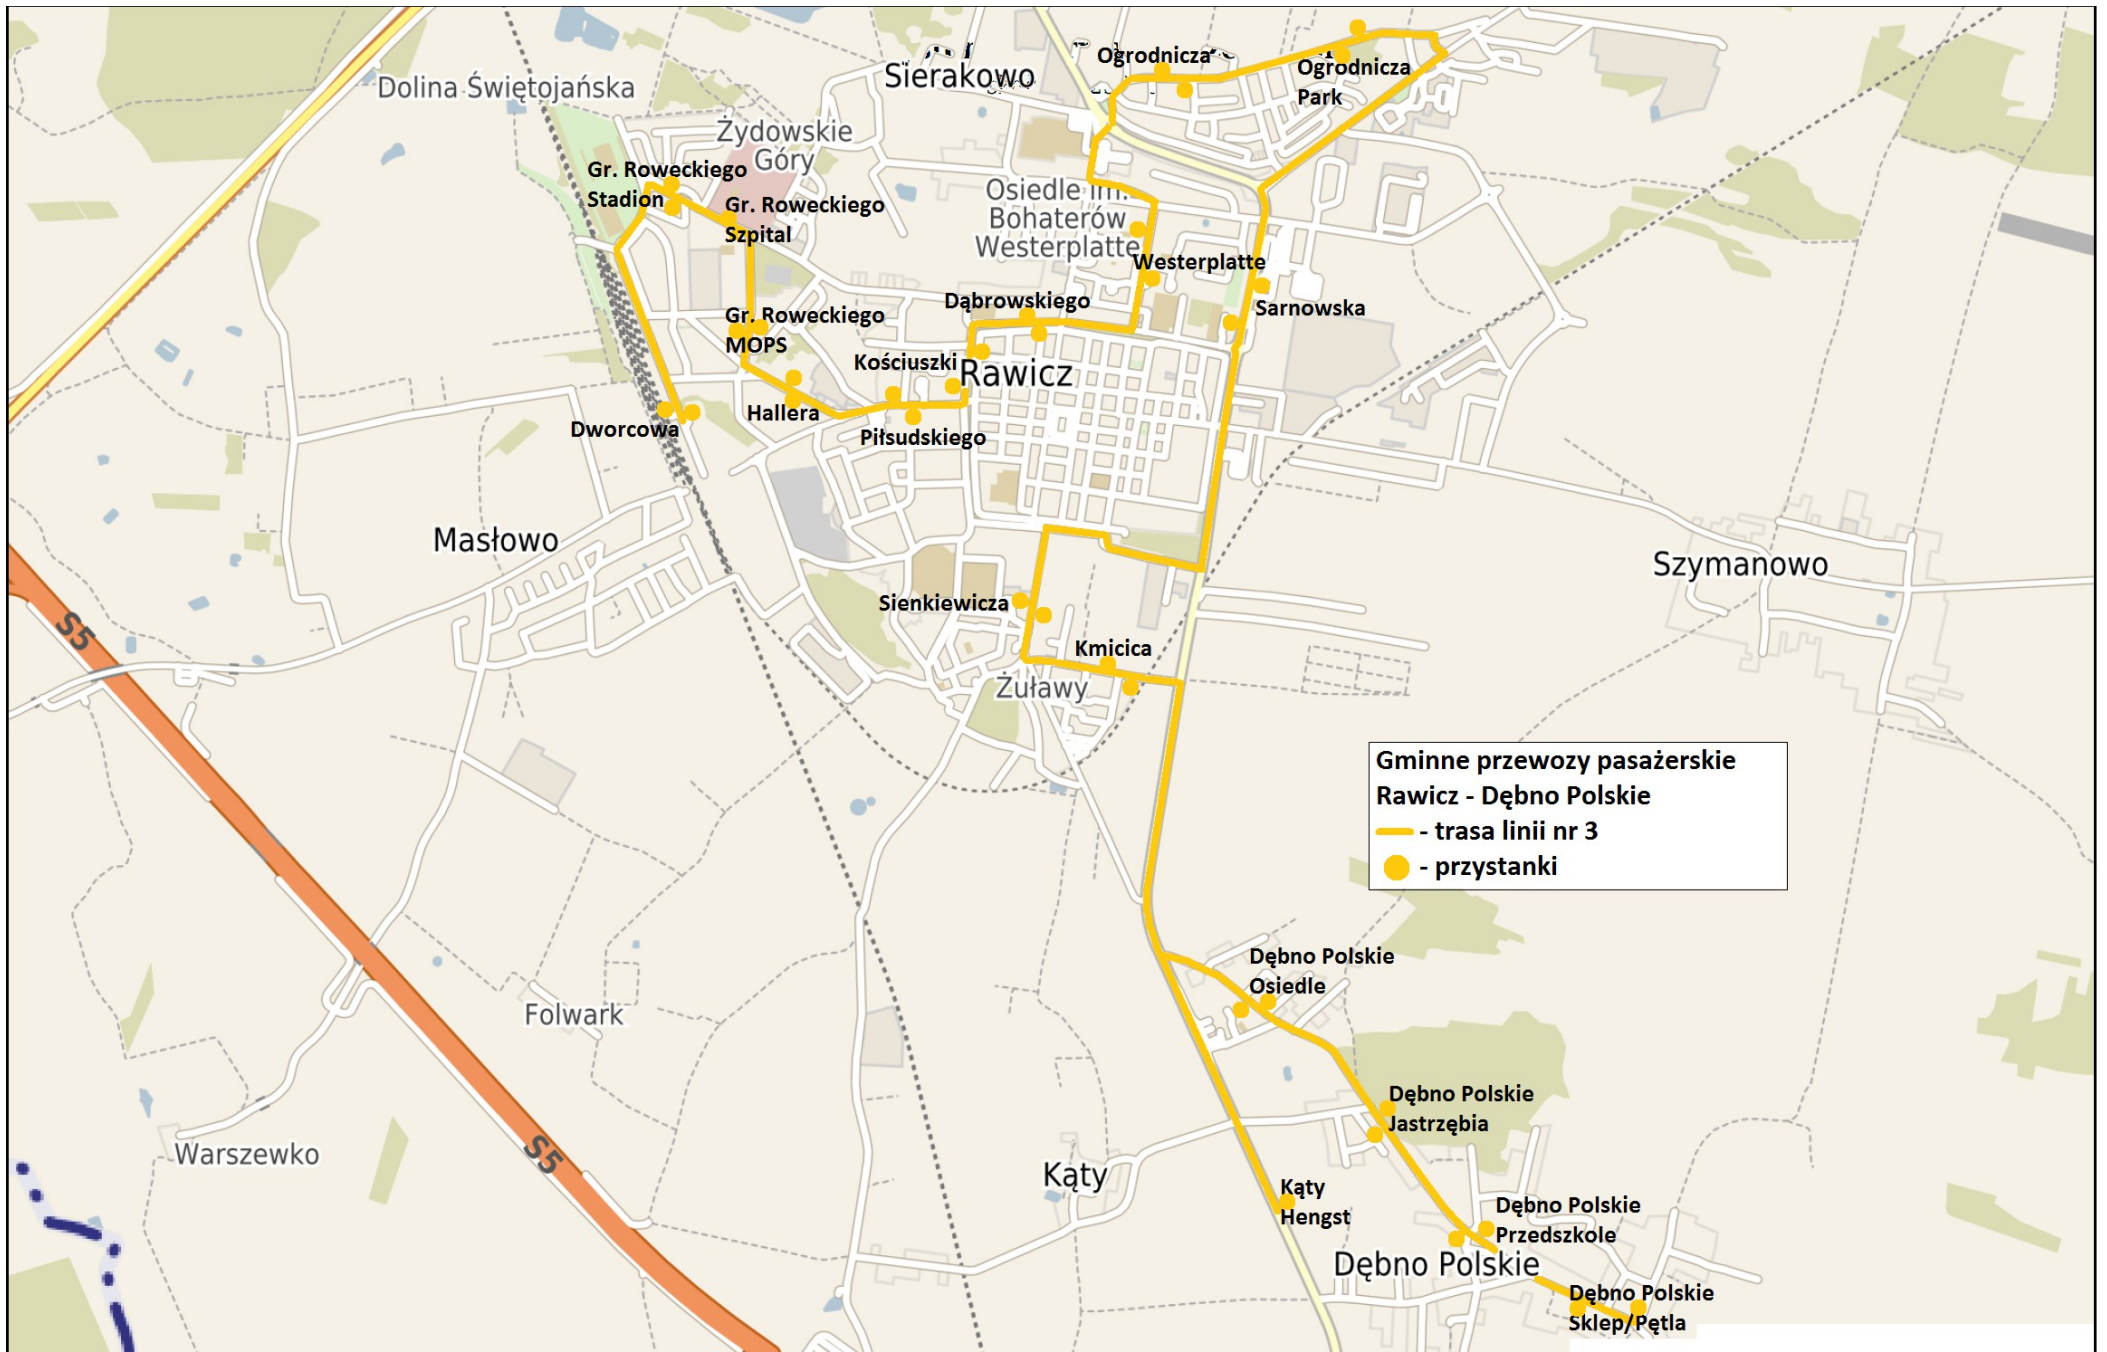 Ogrodnicza
Sierakowo
Ogrodnicza
Park
Dolina Świętojańska
Żydowskie
Góry
Gr. Roweckiego
Stadion
Gr. Roweckiego
Szpital
Osiedle im.
Bohaterów
Westerplatte
Westerplatte
Dąbrowskiego
Sarnowska
Gr. Roweckiego
MOPS
Kościuszki
Rawicz
Hallera
Dworcowa
Piłsudskiego
Masłowo
Szymanowo
Sienkiewicza
S5
Kmicica
Żuławy
Gminne przewozy pasażerskie
Rawicz - Dębno Polskie
- trasa linii nr 3
- przystanki
Dębno Polskie
Osiedle
Folwark
Dębno Polskie
Jastrzębia
Warszewko
S5
Kąty
Kąty
Hengst
Dębno Polskie
Przedszkole
Dębno Polskie
Dębno Polskie
Sklep/Pętla